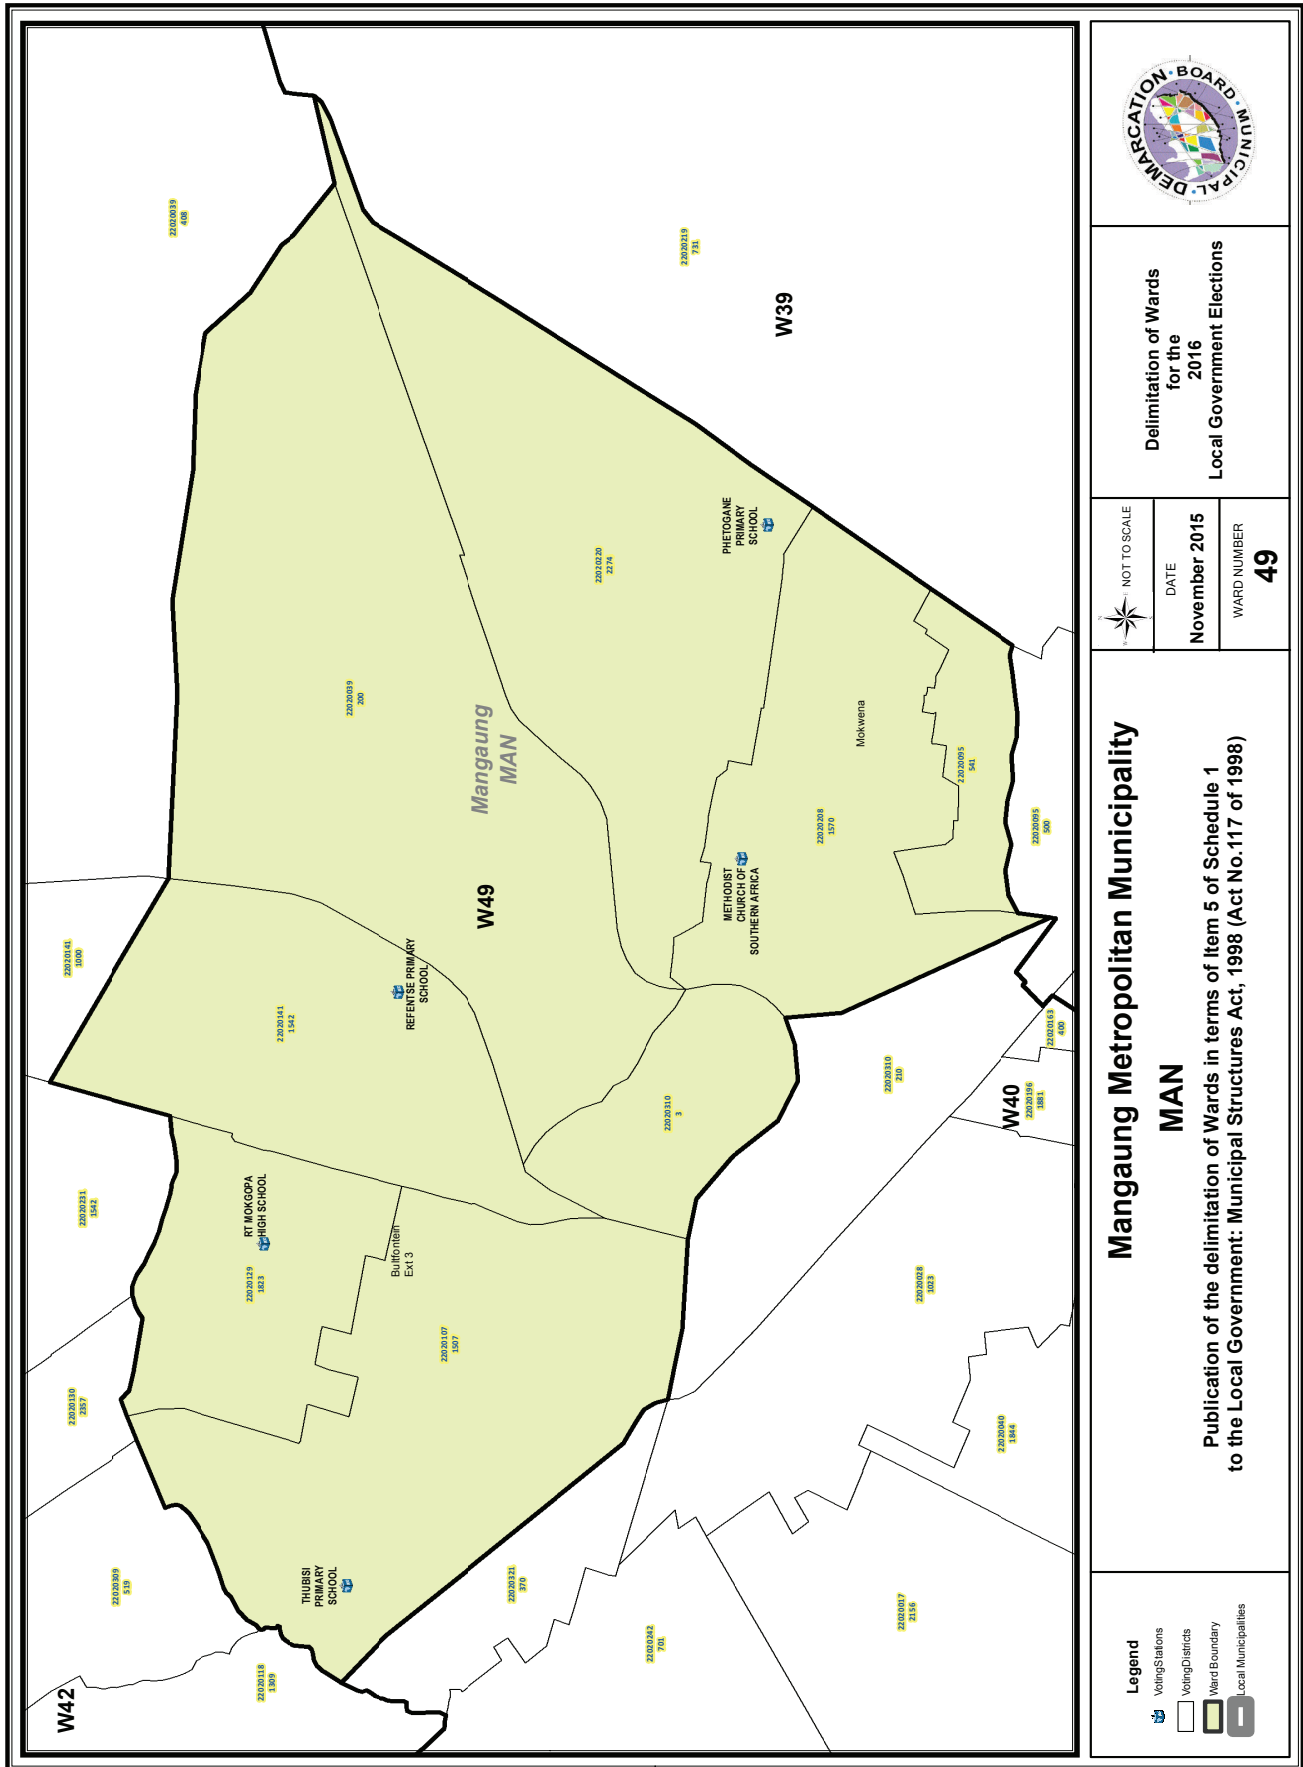 W42
22020309
519
22020130
2357
22020231
1542
22020141
1000
22020039
408
22020118
1309
THUBISI
PRIMARY
SCHOOL
22020129
1823
RT MOKGOPA
HIGH SCHOOL
22020141
1542
22020039
200
Bultfontein
Ext 3
REFENTSE PRIMARY
SCHOOL
22020107
1507
W49
Mangaung
MAN
22020321
370
22020220
2274
22020242
701
22020310
3
22020219
731
METHODIST
CHURCH OF
SOUTHERN AFRICA
PHETOGANE
PRIMARY
SCHOOL
W39
22020208
1570
Mokwena
22020310
210
22020017
2156
22020028
1023
22020095
541
22020040
1844
W40
22020196
1881
22020163
400
22020095
500
Legend
VotingStations
VotingDistricts
Ward Boundary
Local Municipalities
Mangaung Metropolitan Municipality
MAN
Publication of the delimitation of Wards in terms of Item 5 of Schedule 1
to the Local Government: Municipal Structures Act, 1998 (Act No.117 of 1998)
N
W
E
S
NOT TO SCALE
DATE
November 2015
WARD NUMBER
49
Delimitation of Wards
for the
2016
Local Government Elections
MUNICIPAL • DEMARCATION • BOARD •